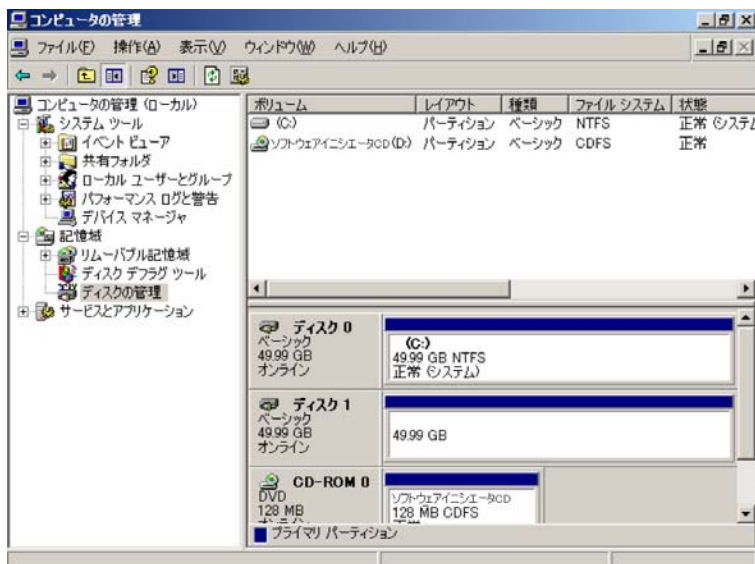 コンピュータの管理
ファイル(F) 操作(A) 表示(V) ウィンドウ(W) ヘルプ(H)
コンピュータの管理 (ローカル)
システム ツール
イベント ビューア
共有フォルダ
ローカル ユーザーとグループ
パフォーマンス ログと警告
デバイス マネージャ
記憶域
リムーバブル記憶域
ディスク デフラグ ツール
ディスクの管理
サービスとアプリケーション
ボリューム レイアウト 種類 ファイル システム 状態
(C:) パーティション ベーシック NTFS 正常 (システム
ソフトウェアイニシエータCD (D:) パーティション ベーシック CDFS 正常
ディスク 0
ベーシック
49.99 GB
オンライン
(C:)
49.99 GB NTFS
正常 (システム)
ディスク 1
ベーシック
49.99 GB
オンライン
49.99 GB
CD-ROM 0
DVD
128 MB
ソフトウェアイニシエータCD
128 MB CDFS
プライマリ パーティション